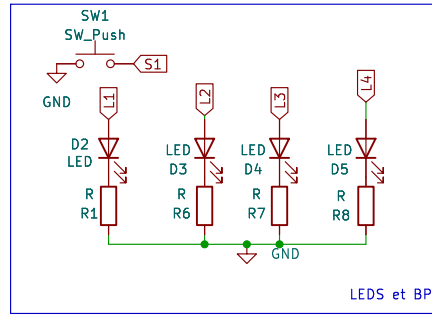 SW1
SW_Push
S1
GND
L1
L2
L3
L4
D2
LED
LED
D3
LED
D4
LED
D5
R
R1
R
R6
R
R7
R
R8
GND
LEDS et BP